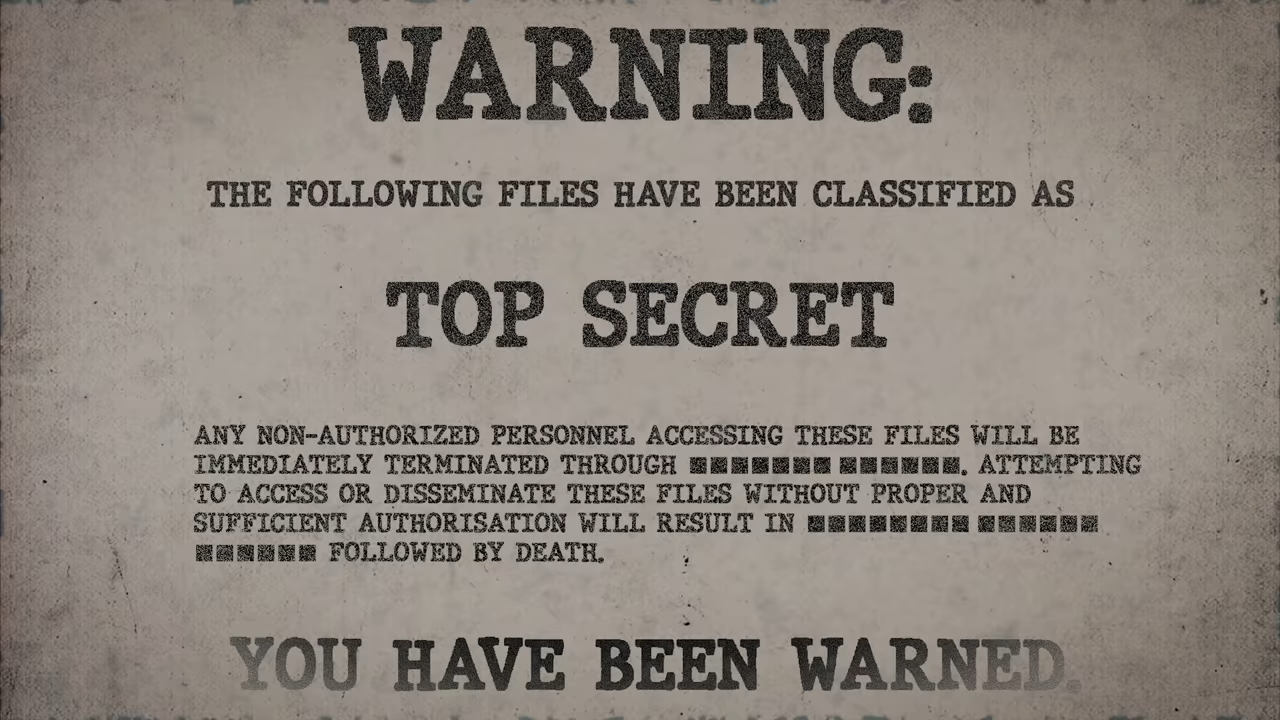 WARNING:
THE FOLLOWING FILES HAVE BEEN CLASSIFIED AS
TOP SECRET
ANY NON-AUTHORIZED PERSONNEL ACCESSING THESE FILES WILL BE
IMMEDIATELY TERMINATED THROUGH ■■■■■■■ ■■■■■■. ATTEMPTING
TO ACCESS OR DISSEMINATE THESE FILES WITHOUT PROPER AND
SUFFICIENT AUTHORISATION WILL RESULT IN ■■■■■■■■ ■■■■■■
■■■■■■ FOLLOWED BY DEATH.
YOU HAVE BEEN WARNED.